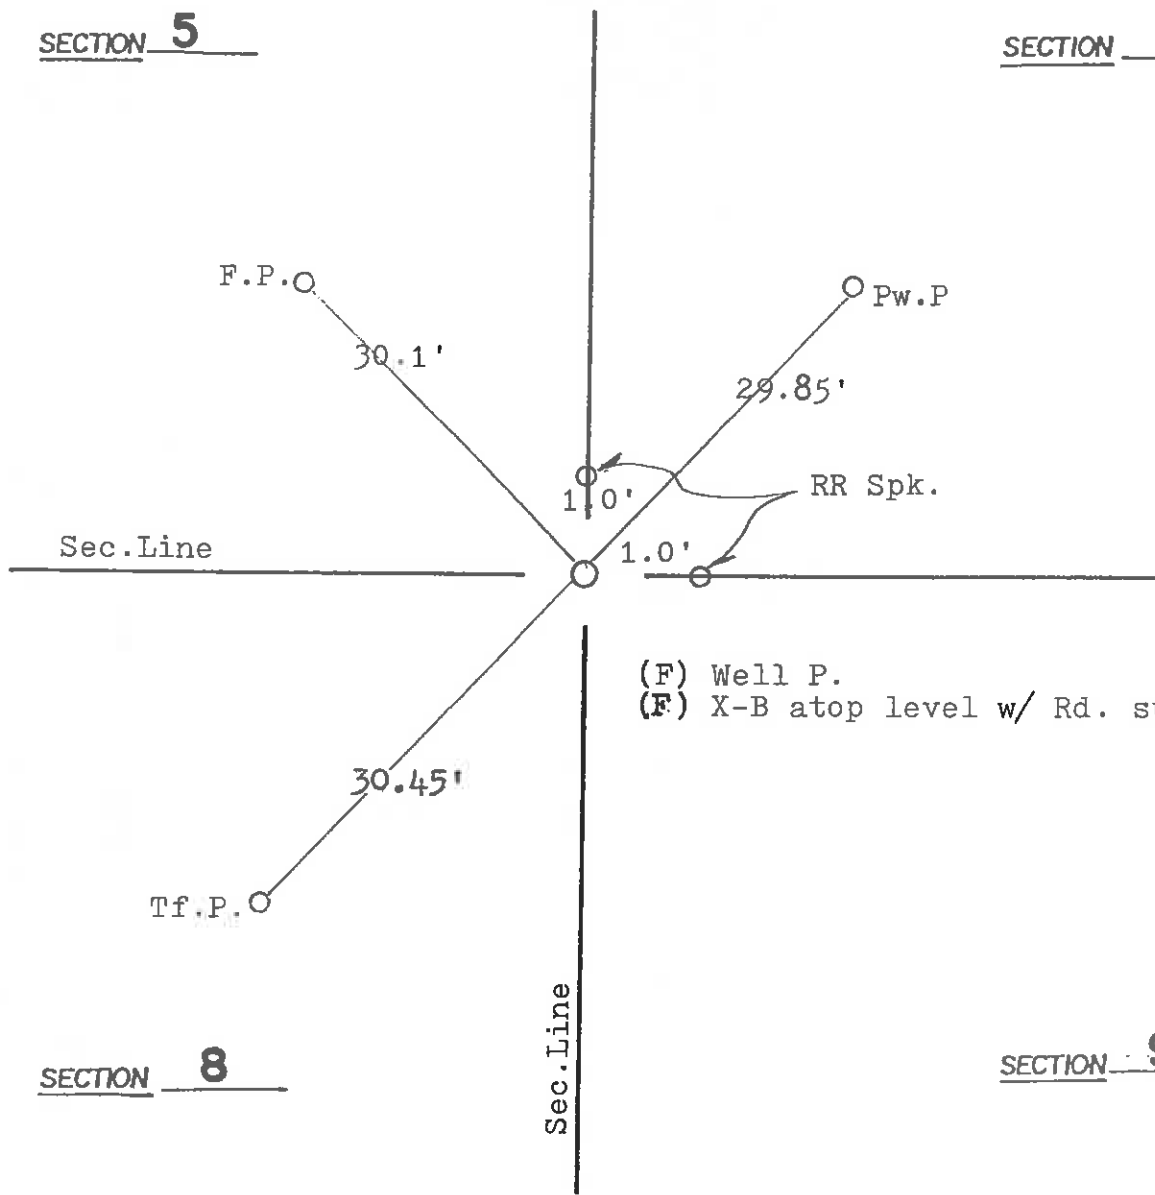 SECTION 5
SECTION
F.P.
Pw.P
30.1'
29.85'
RR Spk.
1.0'
1.0'
Sec.Line
(F) Well P.
(F) X-B atop level w/ Rd.
30.45'
Tf.P.
Sec.Line
SECTION 8
SECTION